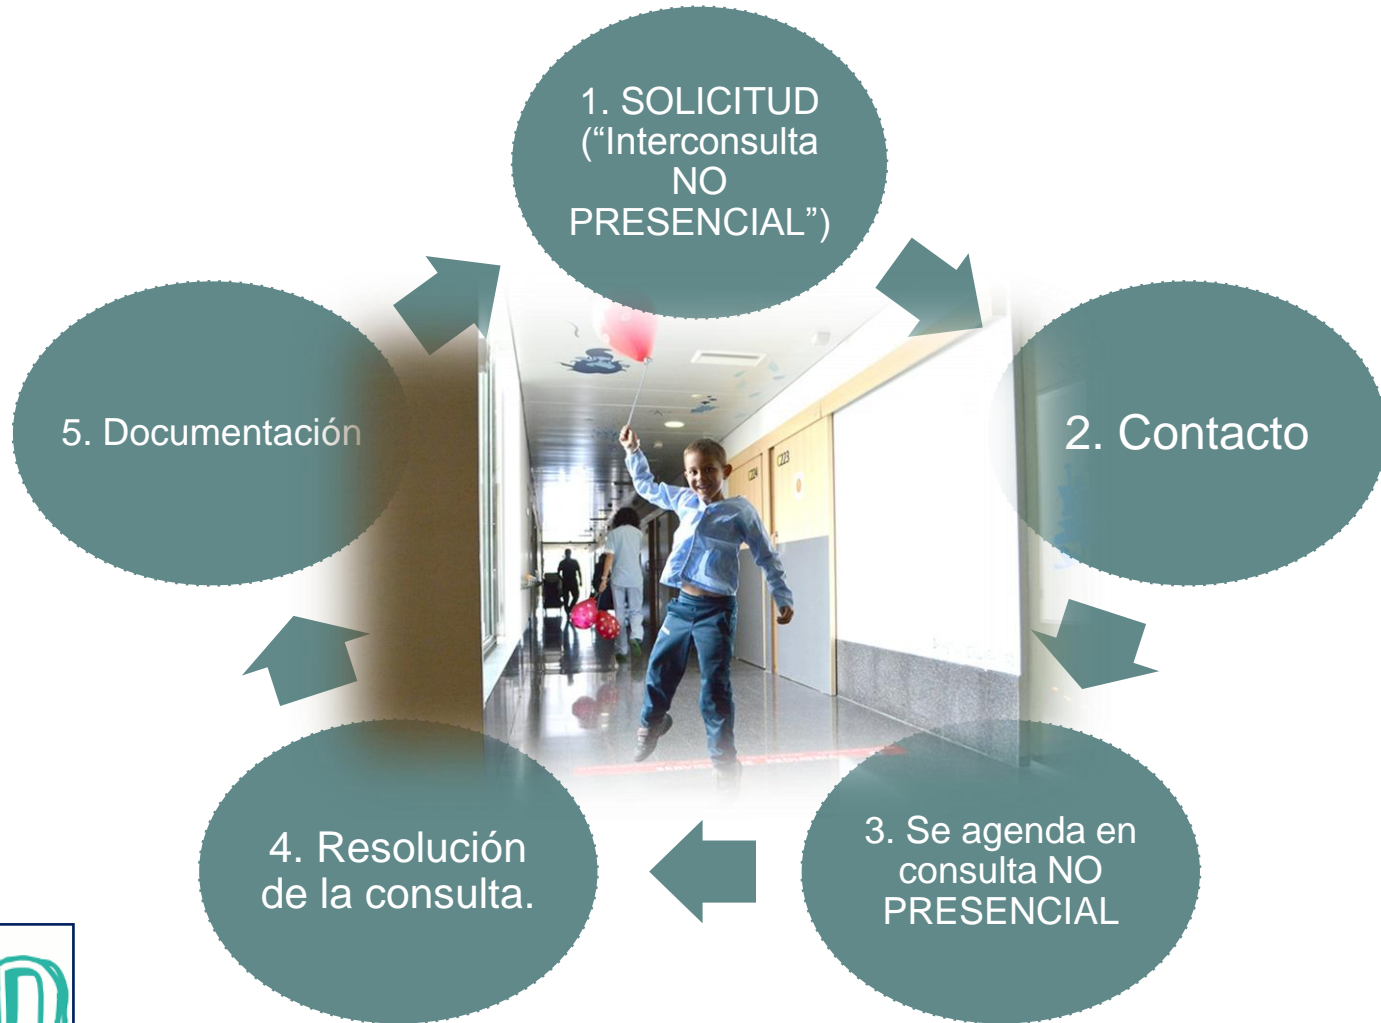 1. SOLICITUD
(“Interconsulta
NO
PRESENCIAL”)
2. Contacto
3. Se agenda en
consulta NO
PRESENCIAL
4. Resolución
de la consulta.
5. Documentación
C223